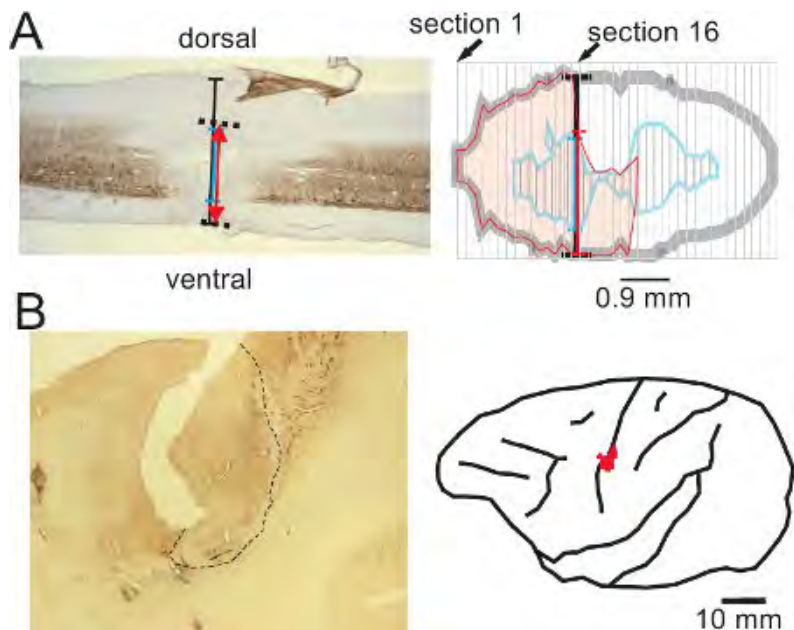 A
dorsal
section 1
section 16
ventral
0.9 mm
B
10 mm